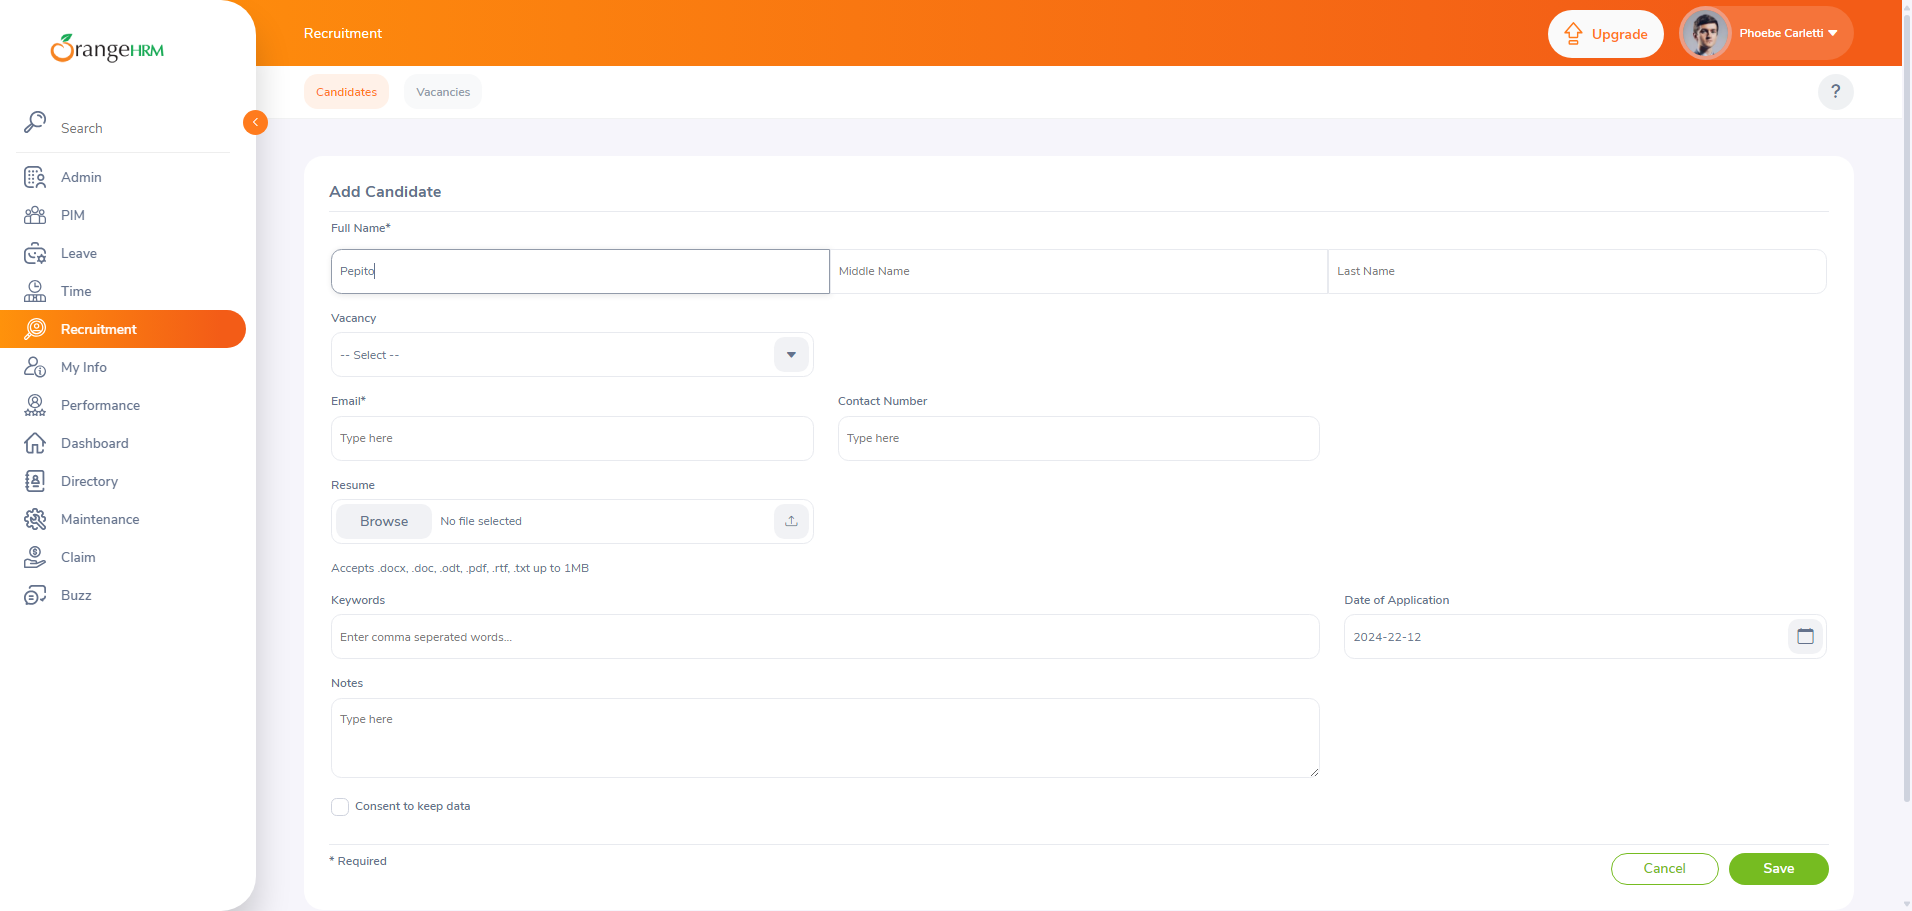 OrangeHRM
Recruitment
Upgrade
Phoebe Carletti
Candidates
Vacancies
?
Search
Admin
PIM
Leave
Time
Recruitment
My Info
Performance
Dashboard
Directory
Maintenance
Claim
Buzz
Add Candidate
Full Name*
Pepito
Middle Name
Last Name
Vacancy
-- Select --
Email*
Contact Number
Type here
Type here
Resume
Browse
No file selected
Accepts .docx, .doc, .odt, .pdf, .rtf, .txt up to 1MB
Keywords
Date of Application
Enter comma seperated words...
2024-22-12
Notes
Type here
Consent to keep data
* Required
Cancel
Save